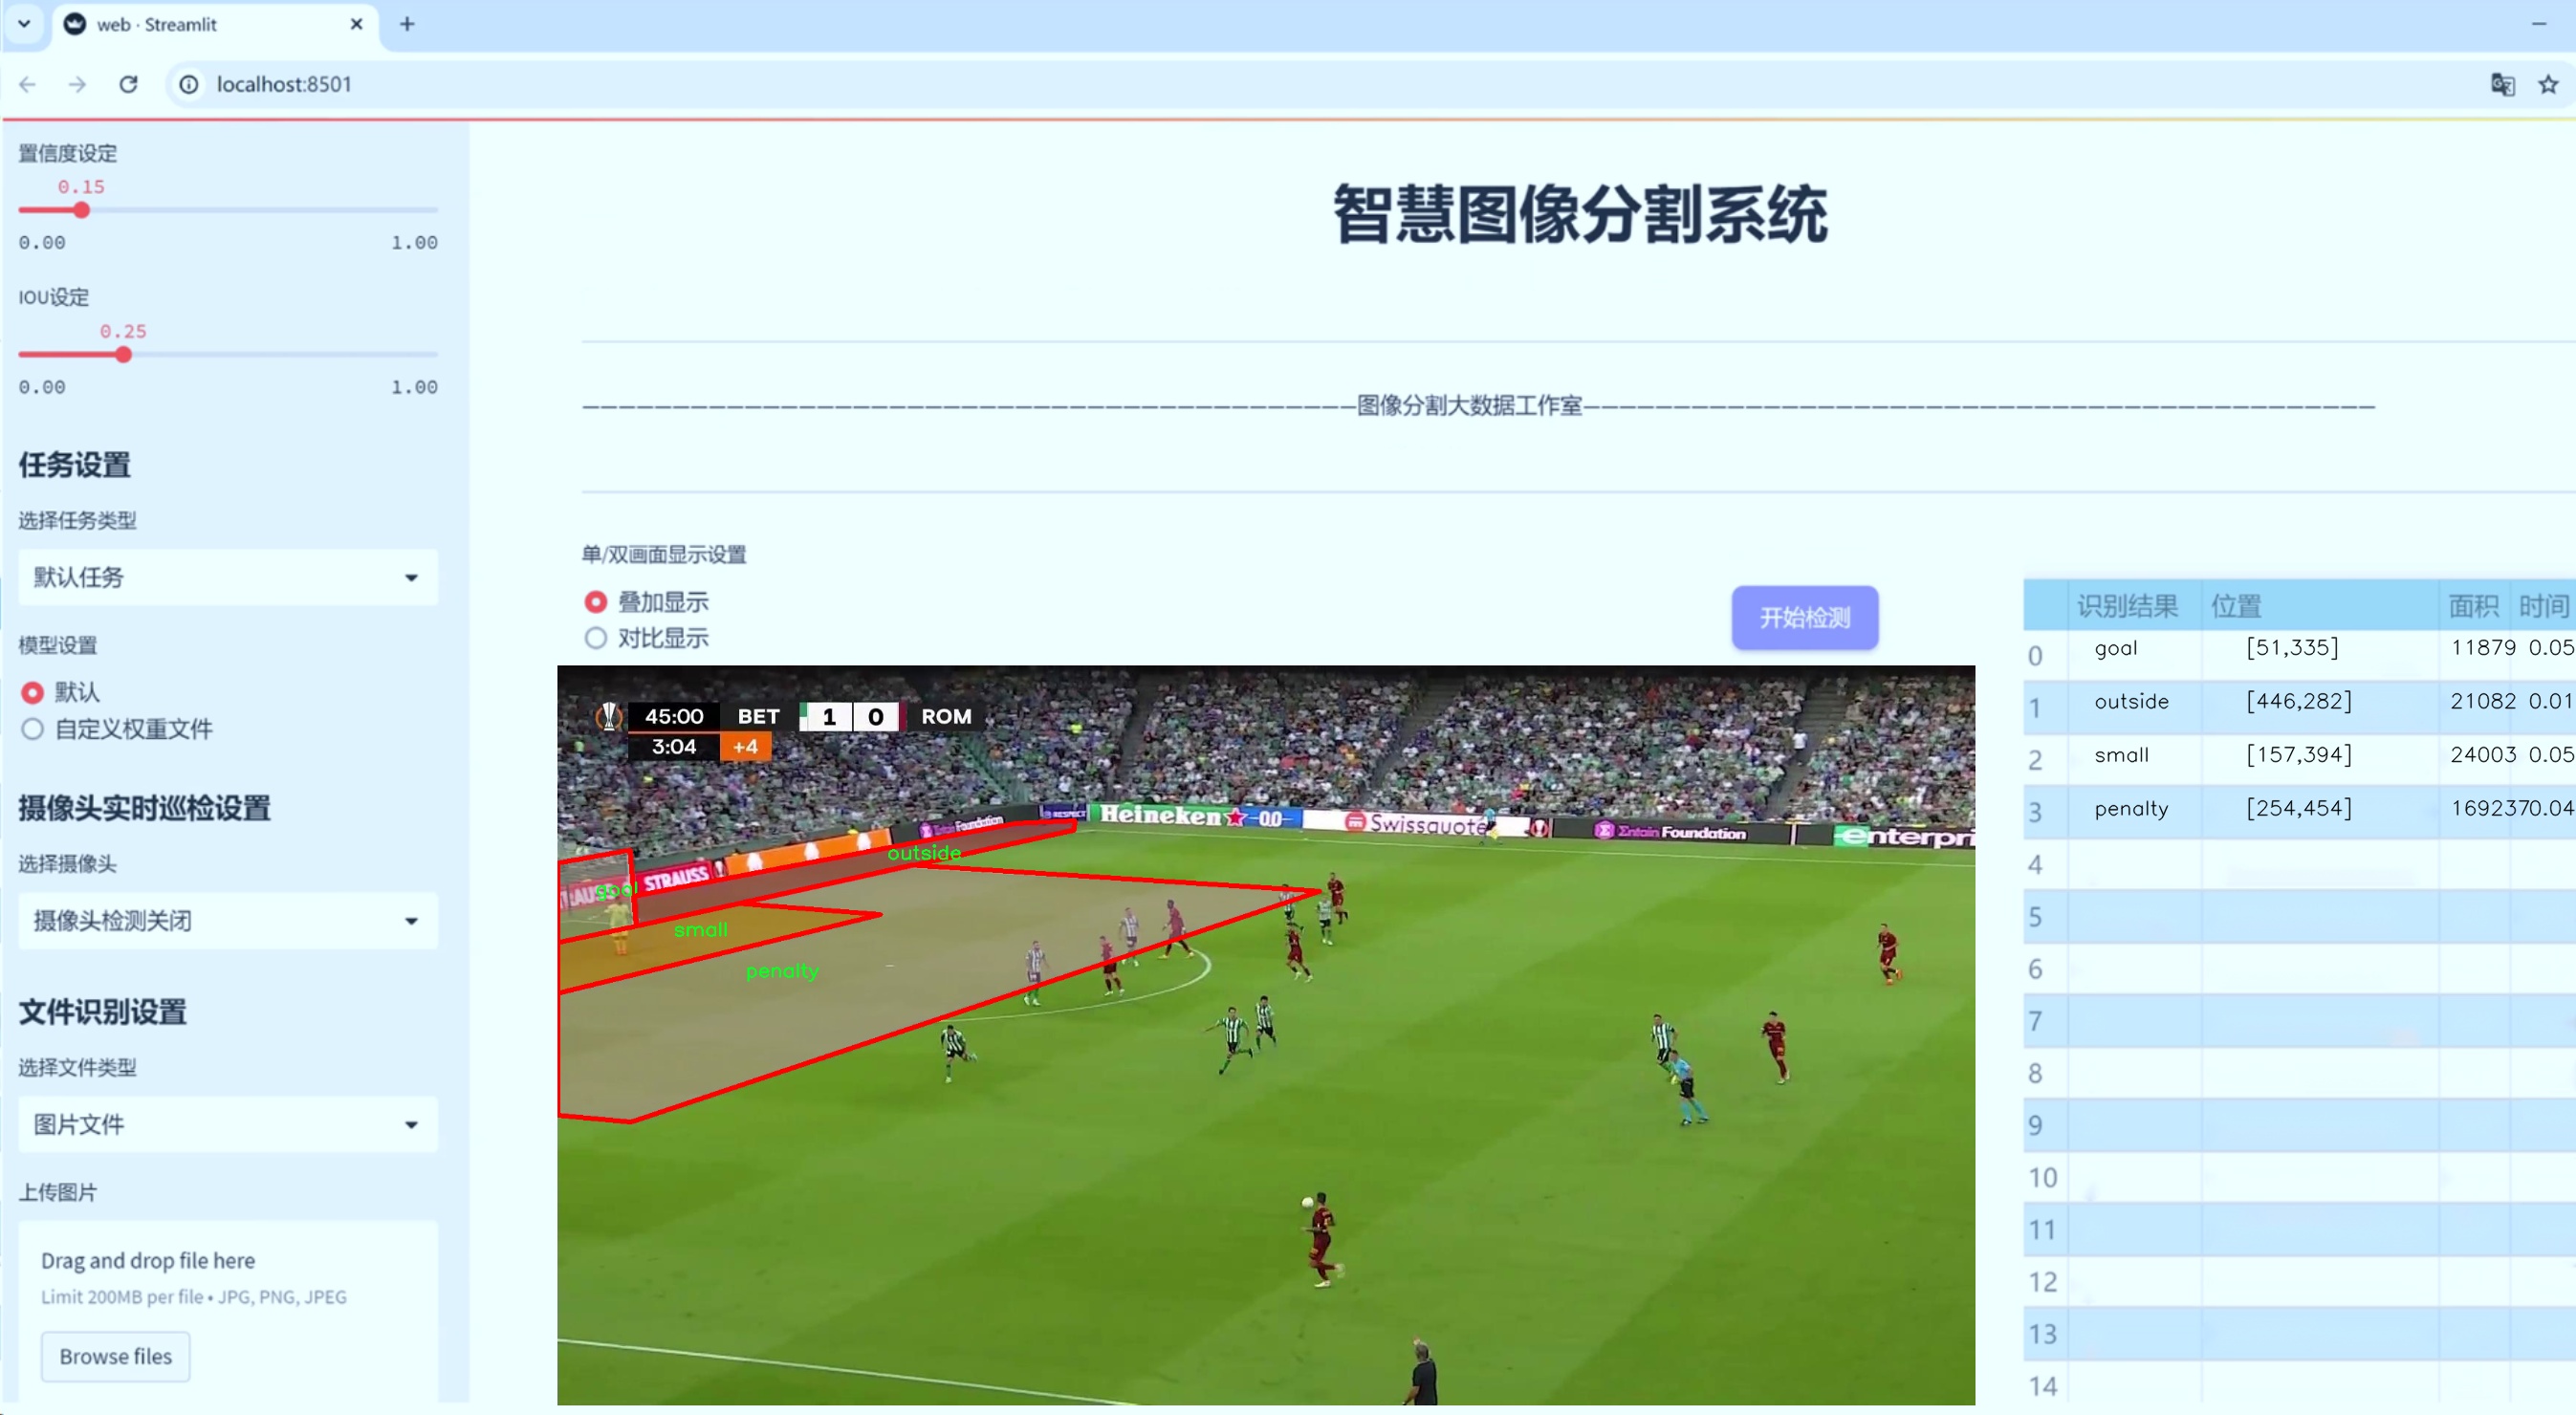 web · Streamlit
localhost:8501
置信度设定
0.15
0.00 1.00
IOU设定
0.25
0.00 1.00
任务设置
选择任务类型
默认任务
模型设置
默认
自定义权重文件
摄像头实时巡检设置
选择摄像头
摄像头检测关闭
文件识别设置
选择文件类型
图片文件
上传图片
Drag and drop file here
Limit 200MB per file • JPG, PNG, JPEG
Browse files
智慧图像分割系统
图像分割大数据工作室
单/双画面显示设置
叠加显示
对比显示
开始检测
45:00 BET 1 0 ROM
3:04 +4
RESPECT
Heineken 0.0
Swissquote
Entain Foundation
enterpri
Foundation
STRAUSS
outside
goal
small
penalty
识别结果 位置 面积 时间
0 goal [51,335] 11879 0.05
1 outside [446,282] 21082 0.01
2 small [157,394] 24003 0.05
3 penalty [254,454] 1692370.04
4
5
6
7
8
9
10
11
12
13
14